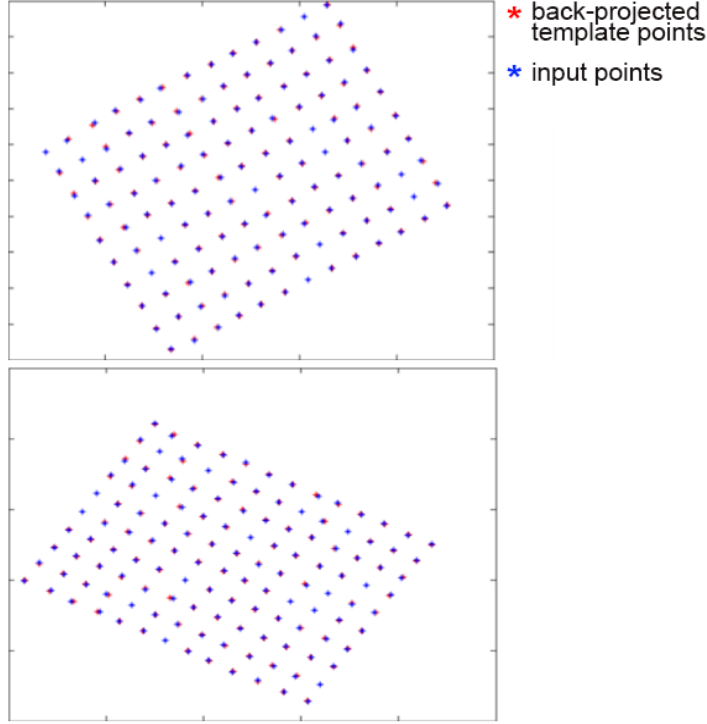 * back-projected
template points
* input points